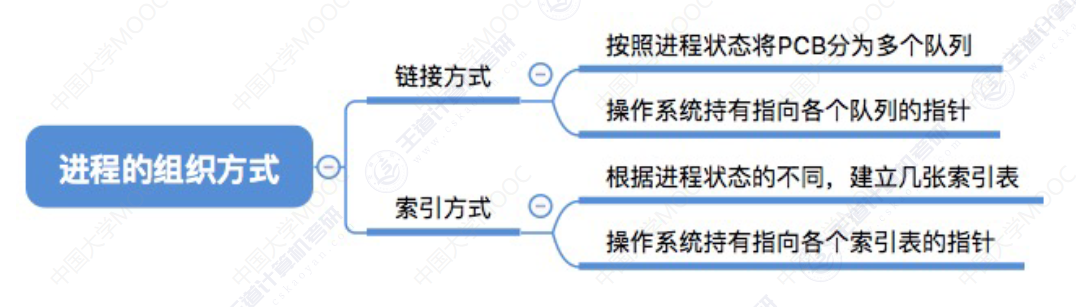 按照进程状态将PCB分为多个队列
链接方式
操作系统持有指向各个队列的指针
进程的组织方式
根据进程状态的不同，建立几张索引表
索引方式
操作系统持有指向各个索引表的指针
中国大学MOOC
王道计算机考研